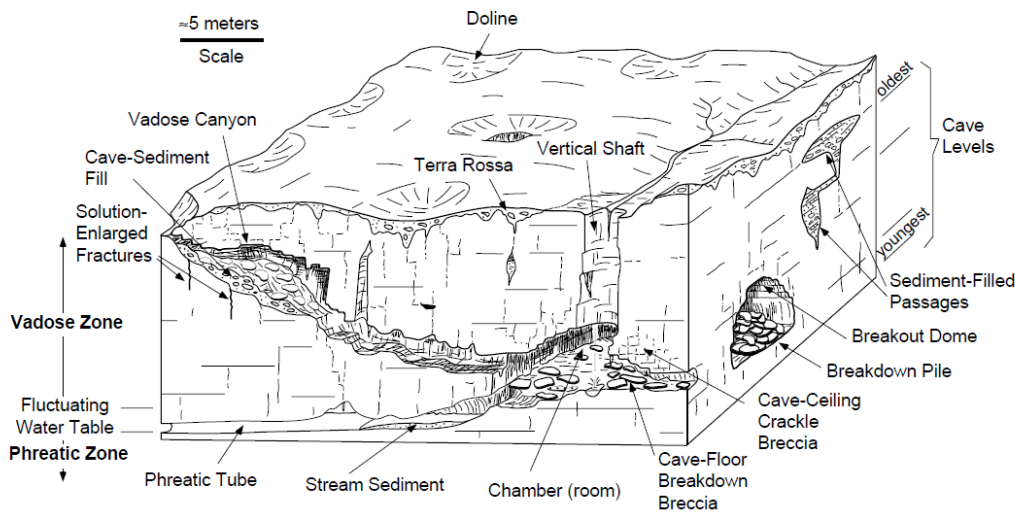 ≈5 meters
Scale
Doline
Vadose Canyon
Cave-Sediment
Fill
Solution-
Enlarged
Fractures
Terra Rossa
Vertical Shaft
oldest
youngest
Cave
Levels
Sediment-Filled
Passages
Breakout Dome
Breakdown Pile
Vadose Zone
Fluctuating
Water Table
Phreatic Zone
Phreatic Tube
Stream Sediment
Chamber (room)
Cave-Floor
Breakdown
Breccia
Cave-Ceiling
Crackle
Breccia